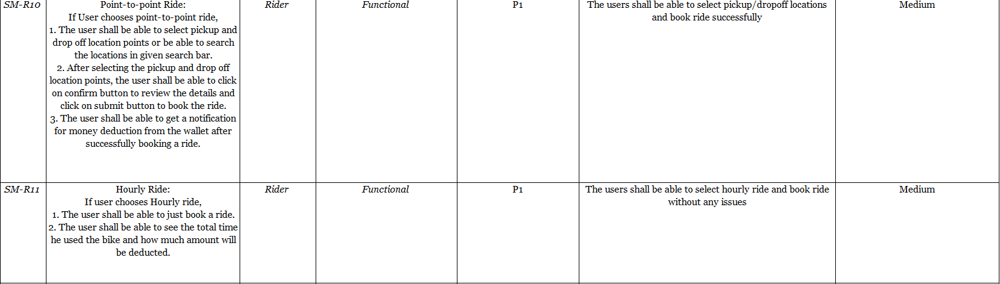 SM-R10
Point-to-point Ride:
If User chooses point-to-point ride,
1. The user shall be able to select pickup and
drop off location points or be able to search
the locations in given search bar.
2. After selecting the pickup and drop off
location points, the user shall be able to click
on confirm button to review the details and
click on submit button to book the ride.
3. The user shall be able to get a notification
for money deduction from the wallet after
successfully booking a ride.
Rider
Functional
P1
The users shall be able to select pickup/dropoff locations
and book ride successfully
Medium
SM-R11
Hourly Ride:
If user chooses Hourly ride,
1. The user shall be able to just book a ride.
2. The user shall be able to see the total time
he used the bike and how much amount will
be deducted.
Rider
Functional
P1
The users shall be able to select hourly ride and book ride
without any issues
Medium